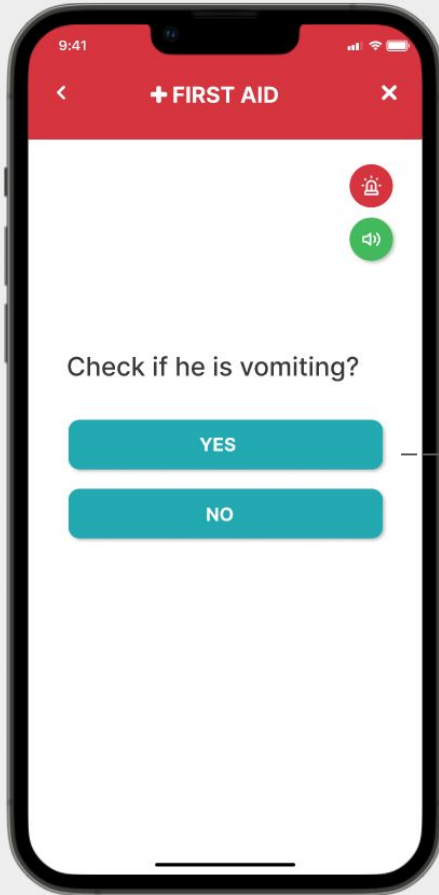 9:41
FIRST AID
Check if he is vomiting?
YES
NO